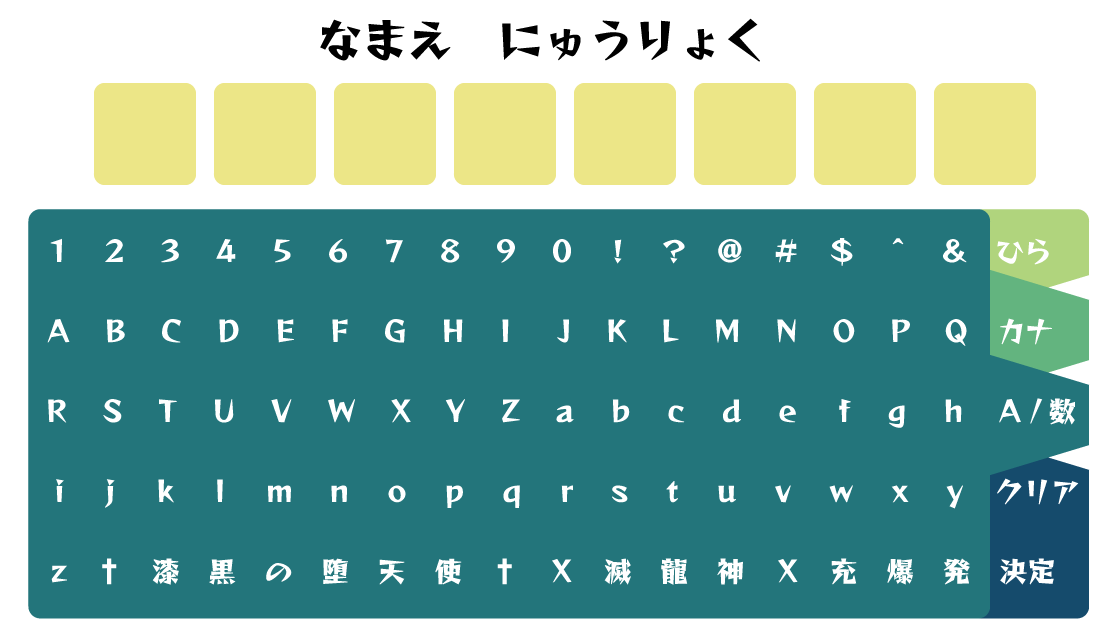 なまえ　にゅうりょく
1 2 3 4 5 6 7 8 9 0 ! ? @ # $ ^ & ひら
A B C D E F G H I J K L M N O P Q カナ
R S T U V W X Y Z a b c d e f g h A/数
i j k l m n o p q r s t u v w x y クリア
z † 漆 黒 の 堕 天 使 † X 滅 龍 神 X 充 爆 発 決定